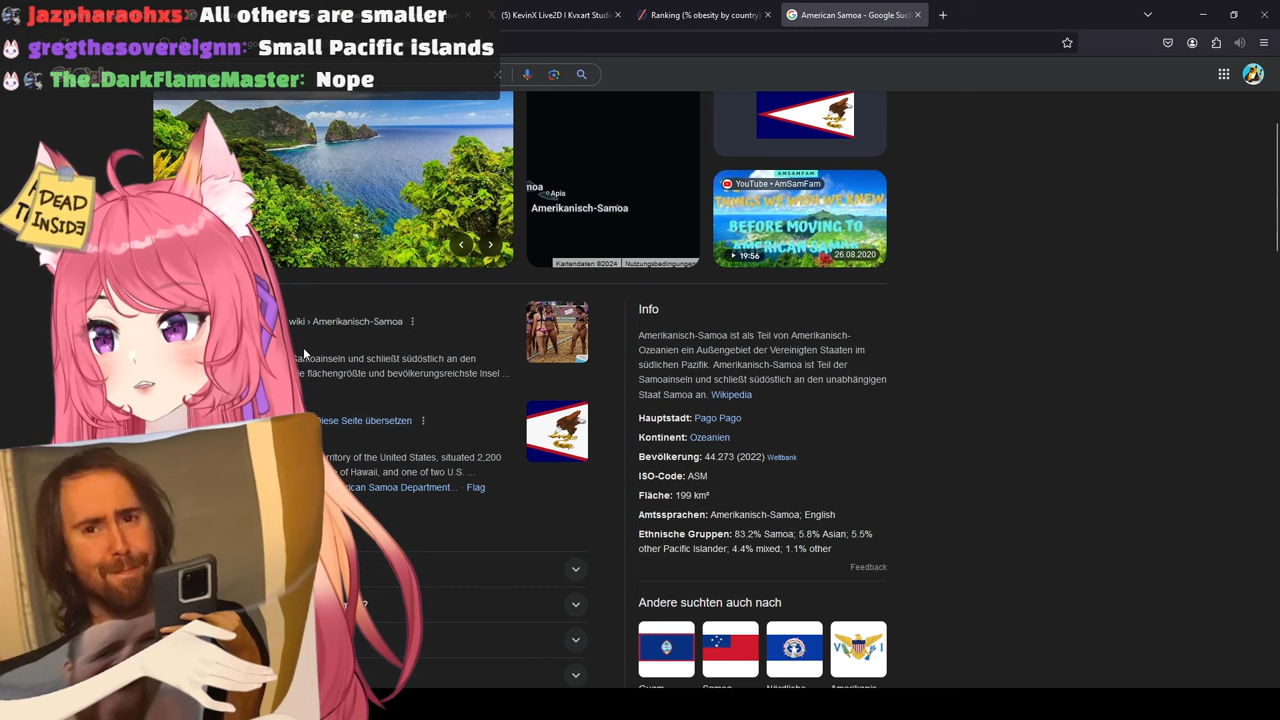 Jazpharaohxs: All others are smaller
gregthesovereignn: Small Pacific islands
The_DarkFlameMaster: Nope
(5) KevinX Live2D | Kvxart Studi
Ranking (% obesity by country)
American Samoa - Google Suc
DEAD
INSIDE
Apia
Amerikanisch-Samoa
Kartendaten ©2024
Nutzungsbedingungen
YouTube • AmSamFam
AMSAMFAM
THINGS WE WISH WE KNEW
BEFORE MOVING TO
AMERICAN SAMOA
19:56
26.08.2020
wiki › Amerikanisch-Samoa
Samoainseln und schließt südöstlich an den
e flächengrößte und bevölkerungsreichste Insel ...
Diese Seite übersetzen
rritory of the United States, situated 2,200
of Hawaii, and one of two U.S. ...
rican Samoa Department... · Flag
?
Info
Amerikanisch-Samoa ist als Teil von Amerikanisch-
Ozeanien ein Außengebiet der Vereinigten Staaten im
südlichen Pazifik. Amerikanisch-Samoa ist Teil der
Samoainseln und schließt südöstlich an den unabhängigen
Staat Samoa an. Wikipedia
Hauptstadt: Pago Pago
Kontinent: Ozeanien
Bevölkerung: 44.273 (2022) Weltbank
ISO-Code: ASM
Fläche: 199 km²
Amtssprachen: Amerikanisch-Samoa; English
Ethnische Gruppen: 83.2% Samoa; 5.8% Asian; 5.5%
other Pacific Islander; 4.4% mixed; 1.1% other
Feedback
Andere suchten auch nach